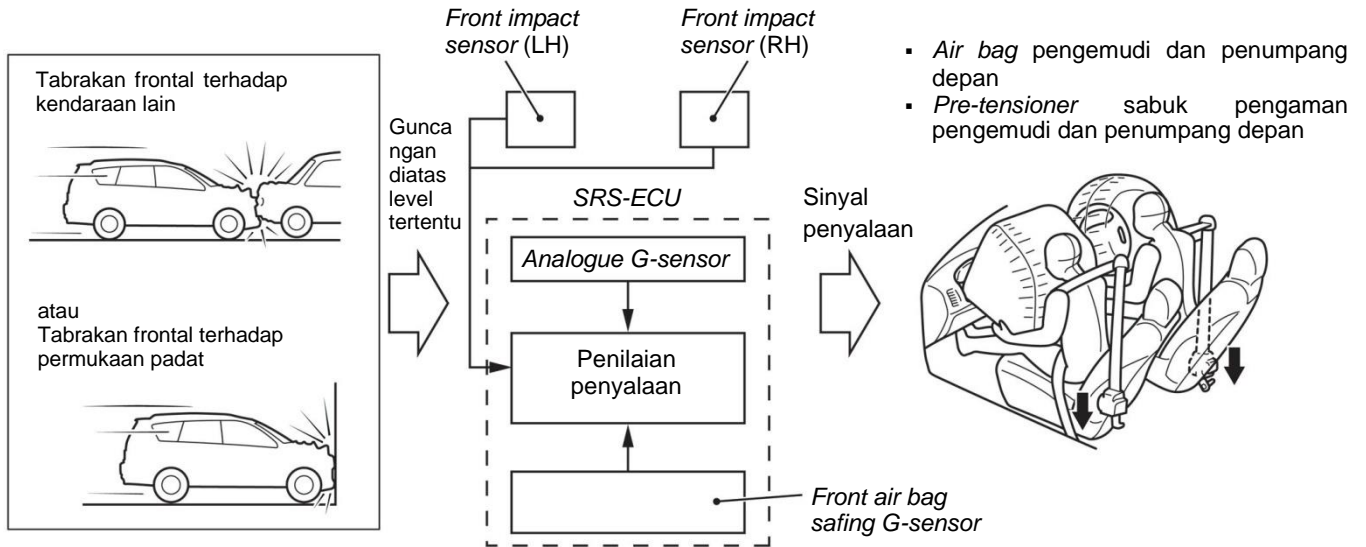 Tabrakan frontal terhadap
kendaraan lain
atau
Tabrakan frontal terhadap
permukaan padat
Gunca
ngan
diatas
level
tertentu
Front impact
sensor (LH)
Front impact
sensor (RH)
SRS-ECU
Analogue G-sensor
Penilaian
penyalaan
Front air bag
safing G-sensor
Sinyal
penyalaan
▪ Air bag pengemudi dan penumpang
depan
▪ Pre-tensioner sabuk pengaman
pengemudi dan penumpang depan